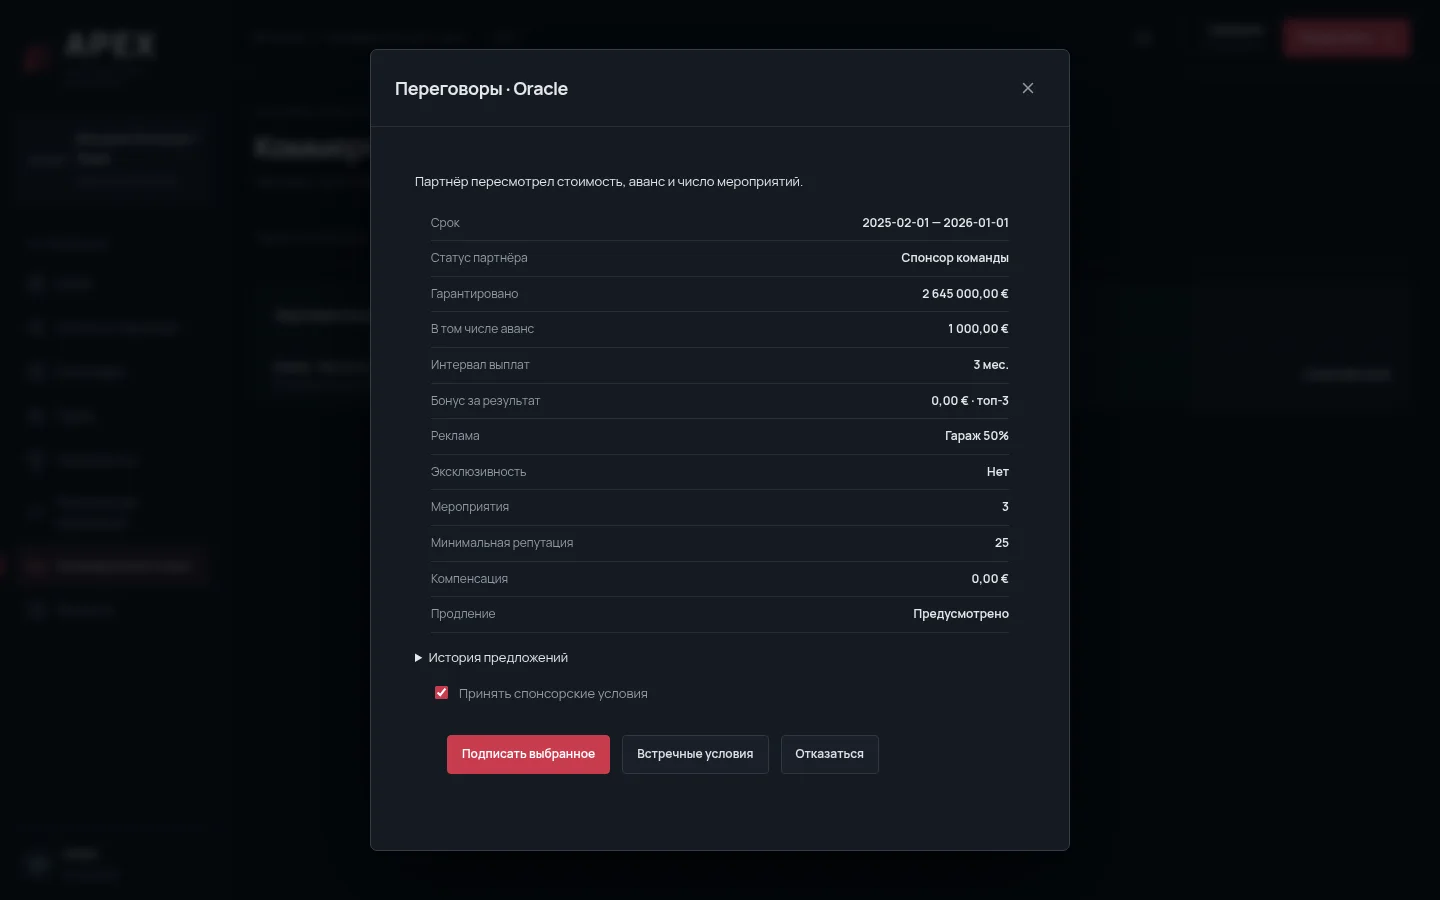 APEX
Переговоры · Oracle
Партнёр пересмотрел стоимость, аванс и число мероприятий.
Срок 2025-02-01 — 2026-01-01
Статус партнёра Спонсор команды
Гарантировано 2 645 000,00 €
В том числе аванс 1 000,00 €
Интервал выплат 3 мес.
Бонус за результат 0,00 € · топ-3
Реклама Гараж 50%
Эксклюзивность Нет
Мероприятия 3
Минимальная репутация 25
Компенсация 0,00 €
Продление Предусмотрено
История предложений
Принять спонсорские условия
Подписать выбранное Встречные условия Отказаться